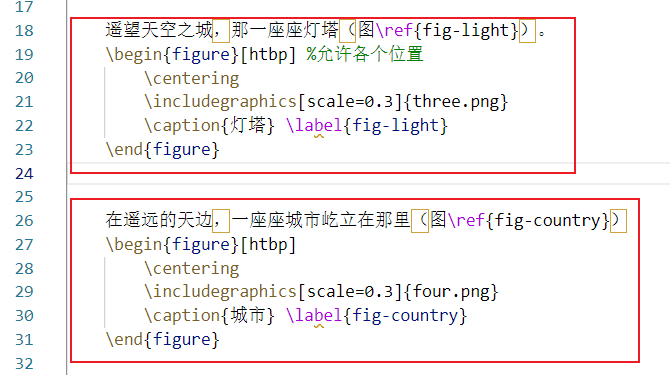 17
18 遥望天空之城，那一座座灯塔（图\ref{fig-light}）。
19 \begin{figure}[htbp] %允许各个位置
20 \centering
21 \includegraphics[scale=0.3]{three.png}
22 \caption{灯塔} \label{fig-light}
23 \end{figure}
24
25
26 在遥远的天边，一座座城市屹立在那里（图\ref{fig-country}）
27 \begin{figure}[htbp]
28 \centering
29 \includegraphics[scale=0.3]{four.png}
30 \caption{城市} \label{fig-country}
31 \end{figure}
32